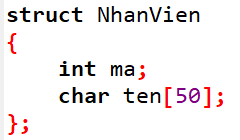 struct NhanVien
{
int ma;
char ten[50];
};